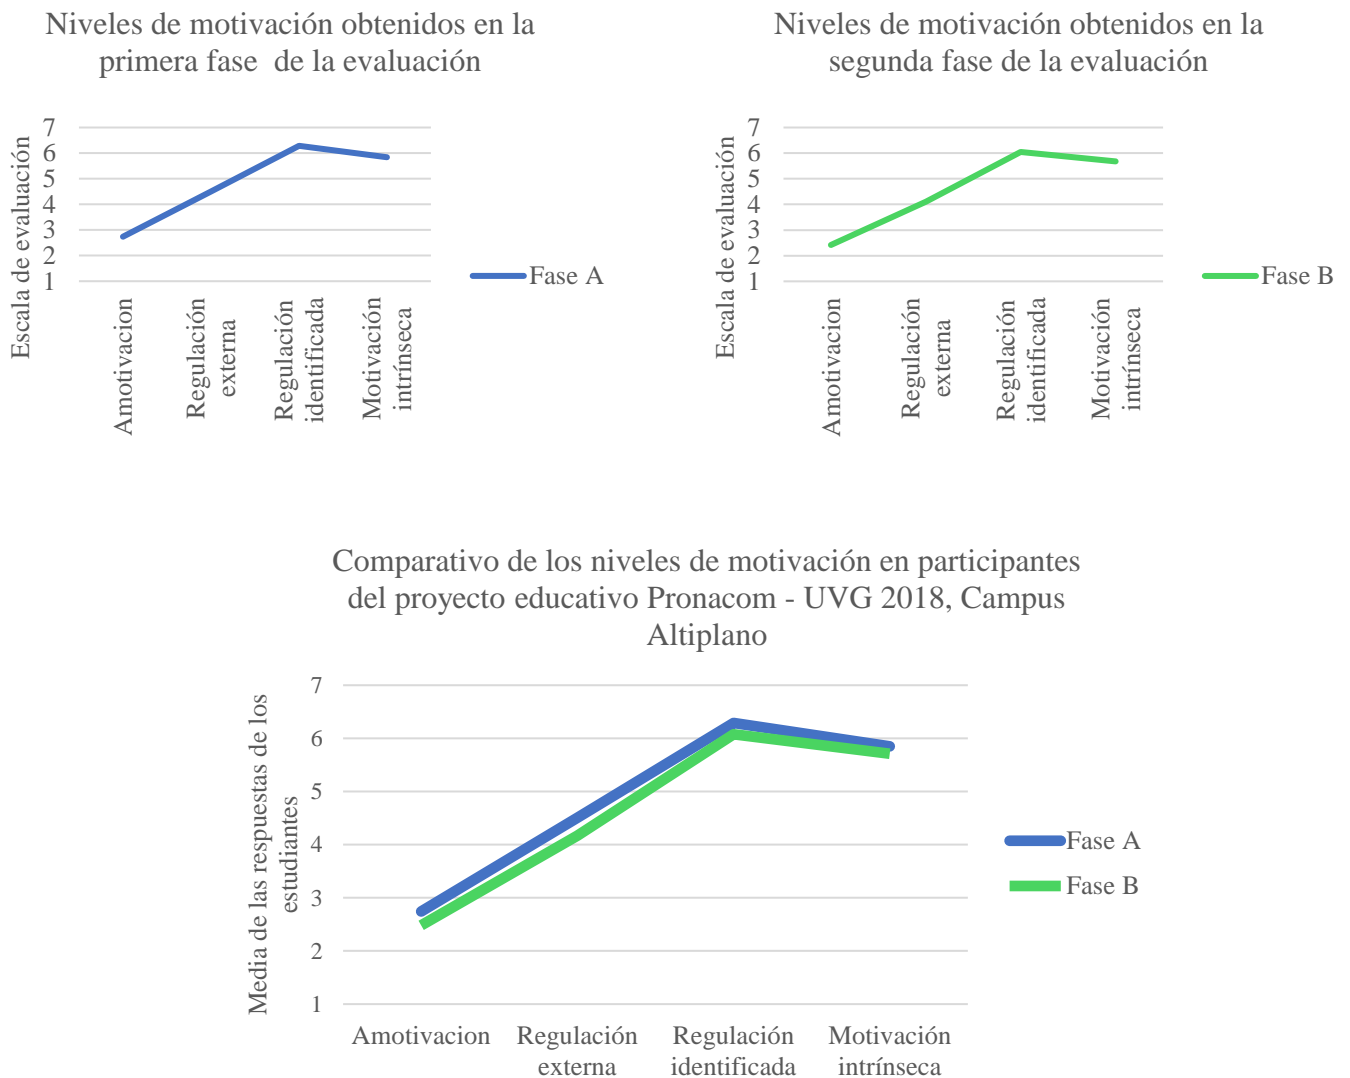 Niveles de motivación obtenidos en la
primera fase de la evaluación
Escala de evaluación
7
6
5
4
3
2
1
Amotivacion
Regulación
externa
Regulación
identificada
Motivación
intrínseca
Fase A
Niveles de motivación obtenidos en la
segunda fase de la evaluación
Escala de evaluación
7
6
5
4
3
2
1
Amotivacion
Regulación
externa
Regulación
identificada
Motivación
intrínseca
Fase B
Comparativo de los niveles de motivación en participantes
del proyecto educativo Pronacom - UVG 2018, Campus
Altiplano
Media de las respuestas de los
estudiantes
7
6
5
4
3
2
1
Amotivacion
Regulación
externa
Regulación
identificada
Motivación
intrínseca
Fase A
Fase B